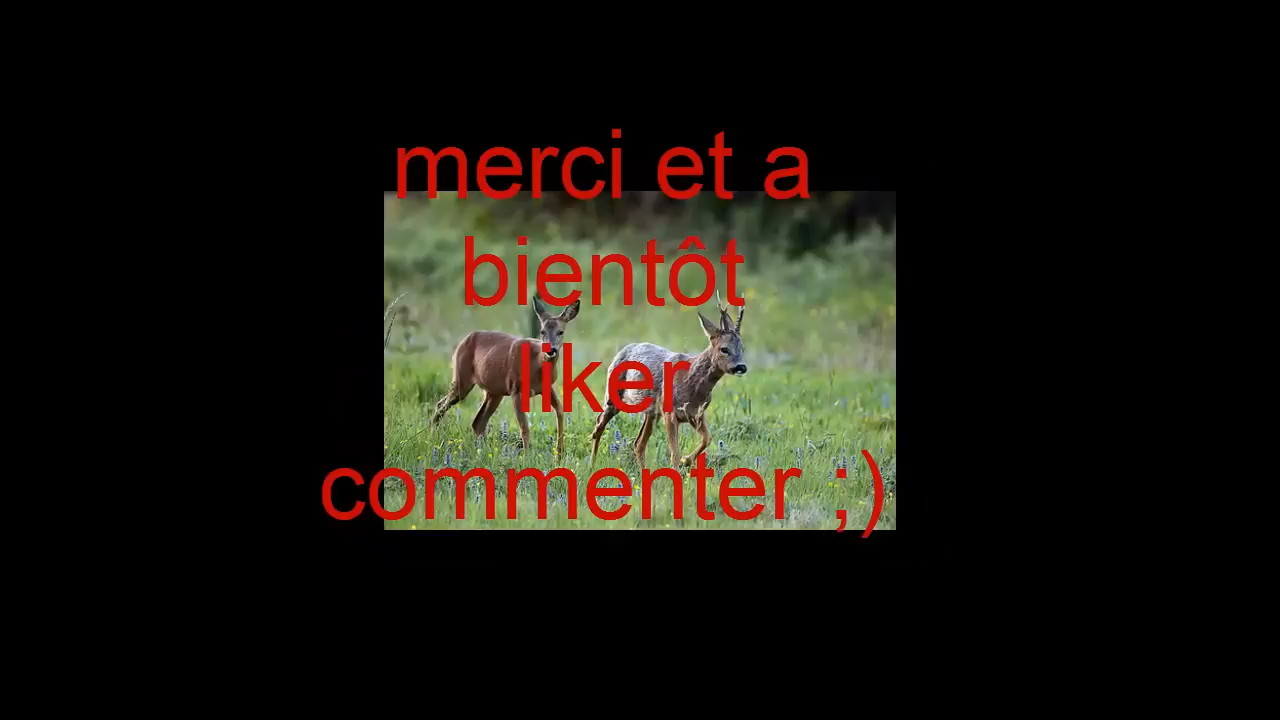 merci et a
bientôt
liker
commenter ;)